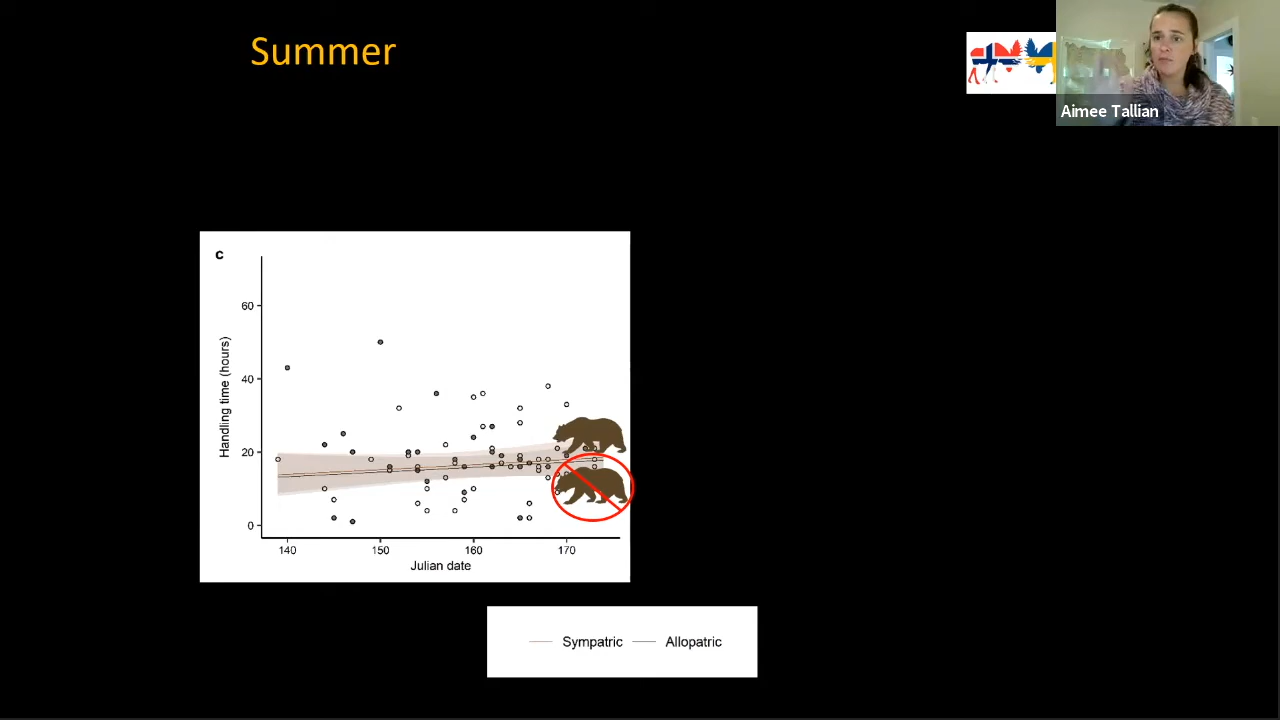 Summer
Aimee Tallian
c
60
40
20
0
Handling time (hours)
140 150 160 170
Julian date
Sympatric Allopatric